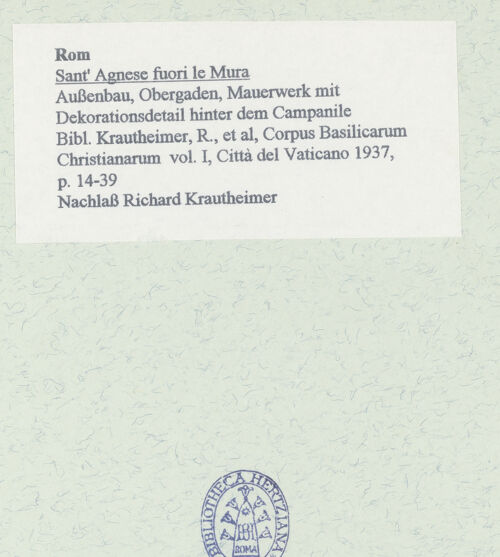 Rom
Sant' Agnese fuori le Mura
Außenbau, Obergaden, Mauerwerk mit
Dekorationsdetail hinter dem Campanile
Bibl. Krautheimer, R., et al, Corpus Basilicarum
Christianarum vol. I, Città del Vaticano 1937,
p. 14-39
Nachlaß Richard Krautheimer
BIBLIOTHECA HERTZIANA
BH
ROMA